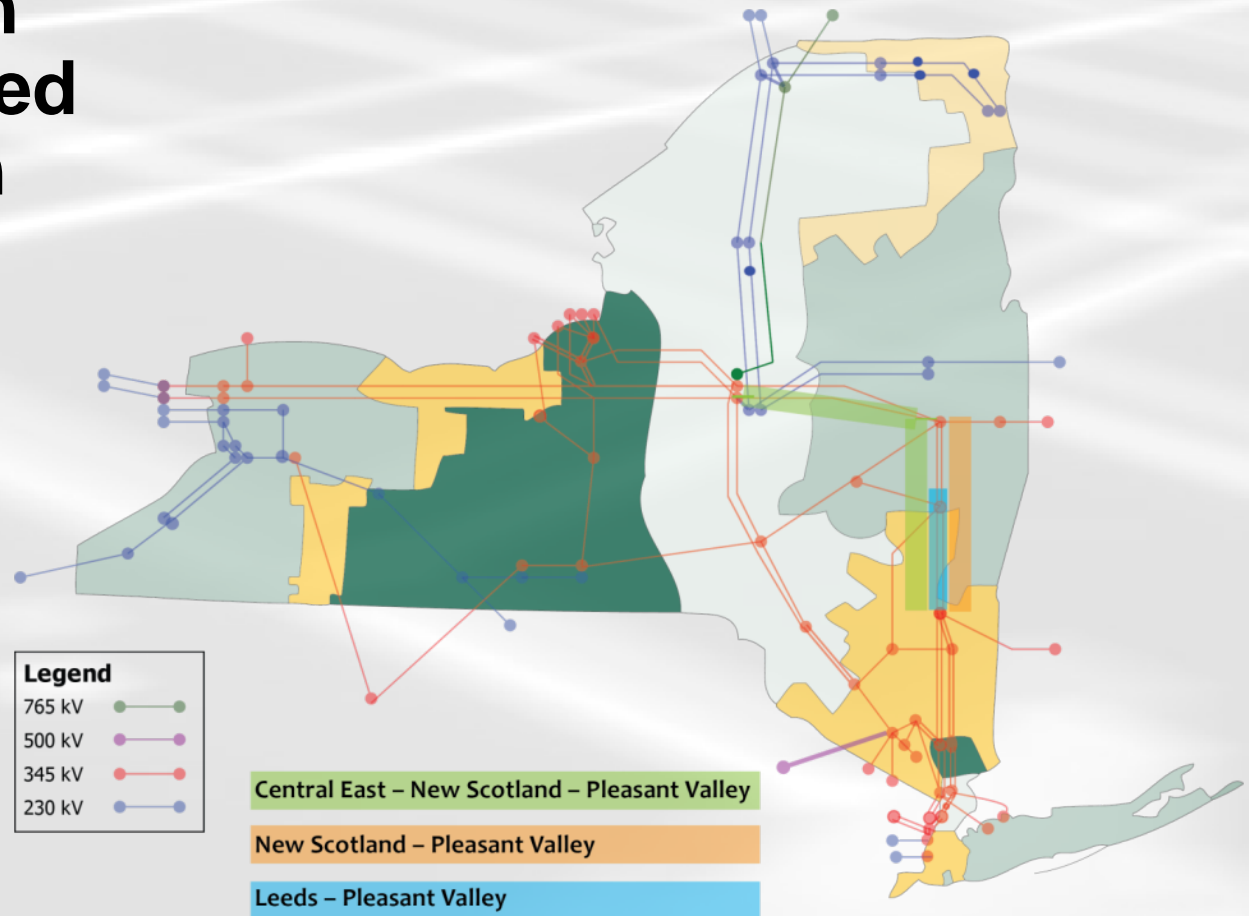 ed
Legend
765 kV
500 kV
345 kV
230 kV
Central East – New Scotland – Pleasant Valley
New Scotland – Pleasant Valley
Leeds – Pleasant Valley